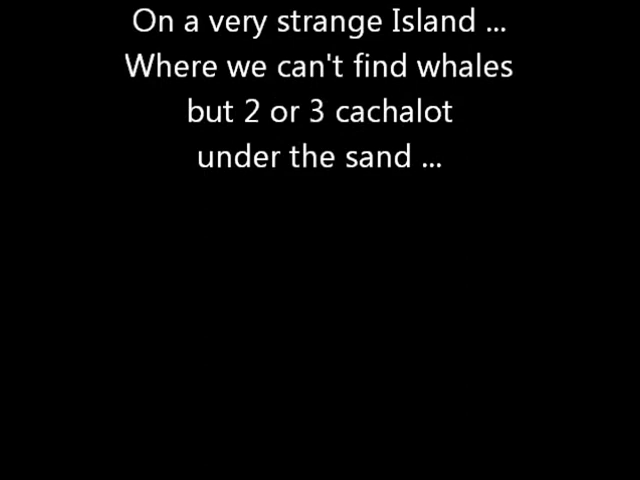 On a very strange Island ...
Where we can't find whales
but 2 or 3 cachalot
under the sand ...